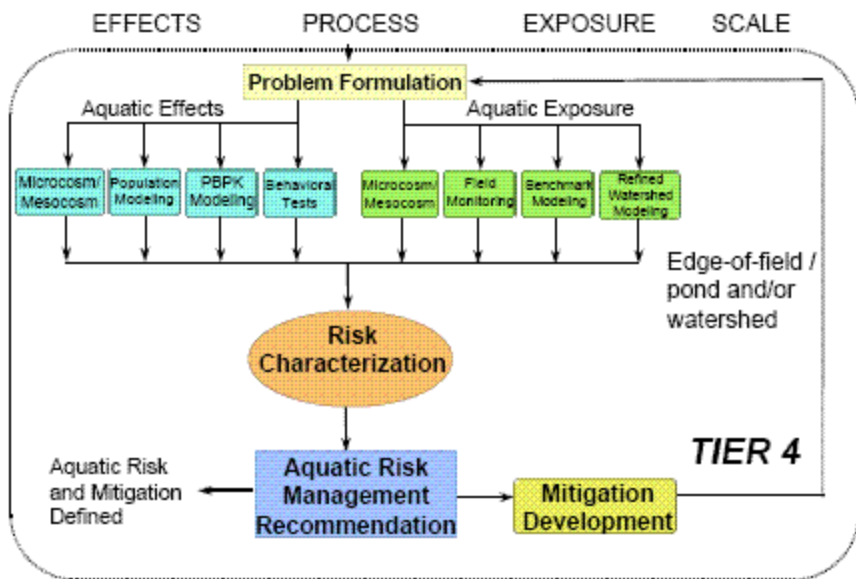 EFFECTS PROCESS EXPOSURE SCALE
Problem Formulation
Aquatic Effects
Aquatic Exposure
Microcosm/
Mesocosm
Population
Modeling
PBPK
Modeling
Behavioral
Tests
Microcosm/
Mesocosm
Field
Monitoring
Benchmark
Modeling
Refined
Watershed
Modeling
Edge-of-field /
pond and/or
watershed
Risk
Characterization
TIER 4
Aquatic Risk
and Mitigation
Defined
Aquatic Risk
Management
Recommendation
Mitigation
Development